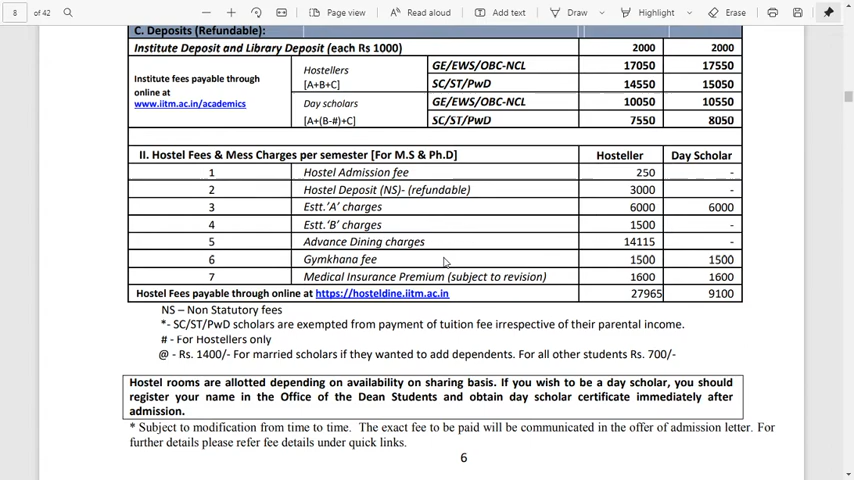 8 of 42 Page view Read aloud Add text Draw Highlight Erase
C. Deposits (Refundable):
Institute Deposit and Library Deposit (each Rs 1000) 2000 2000
Institute fees payable through online at www.iitm.ac.in/academics
Hostellers [A+B+C] GE/EWS/OBC-NCL 17050 17550
SC/ST/PwD 14550 15050
Day scholars [A+(B-#)+C] GE/EWS/OBC-NCL 10050 10550
SC/ST/PwD 7550 8050
II. Hostel Fees & Mess Charges per semester [For M.S & Ph.D] Hosteller Day Scholar
1 Hostel Admission fee 250 -
2 Hostel Deposit (NS)- (refundable) 3000 -
3 Estt.'A' charges 6000 6000
4 Estt.'B' charges 1500 -
5 Advance Dining charges 14115 -
6 Gymkhana fee 1500 1500
7 Medical Insurance Premium (subject to revision) 1600 1600
Hostel Fees payable through online at https://hosteldine.iitm.ac.in 27965 9100
NS – Non Statutory fees
*- SC/ST/PwD scholars are exempted from payment of tuition fee irrespective of their parental income.
# - For Hostellers only
@ - Rs. 1400/- For married scholars if they wanted to add dependents. For all other students Rs. 700/-
Hostel rooms are allotted depending on availability on sharing basis. If you wish to be a day scholar, you should
register your name in the Office of the Dean Students and obtain day scholar certificate immediately after
admission.
* Subject to modification from time to time. The exact fee to be paid will be communicated in the offer of admission letter. For
further details please refer fee details under quick links.
6